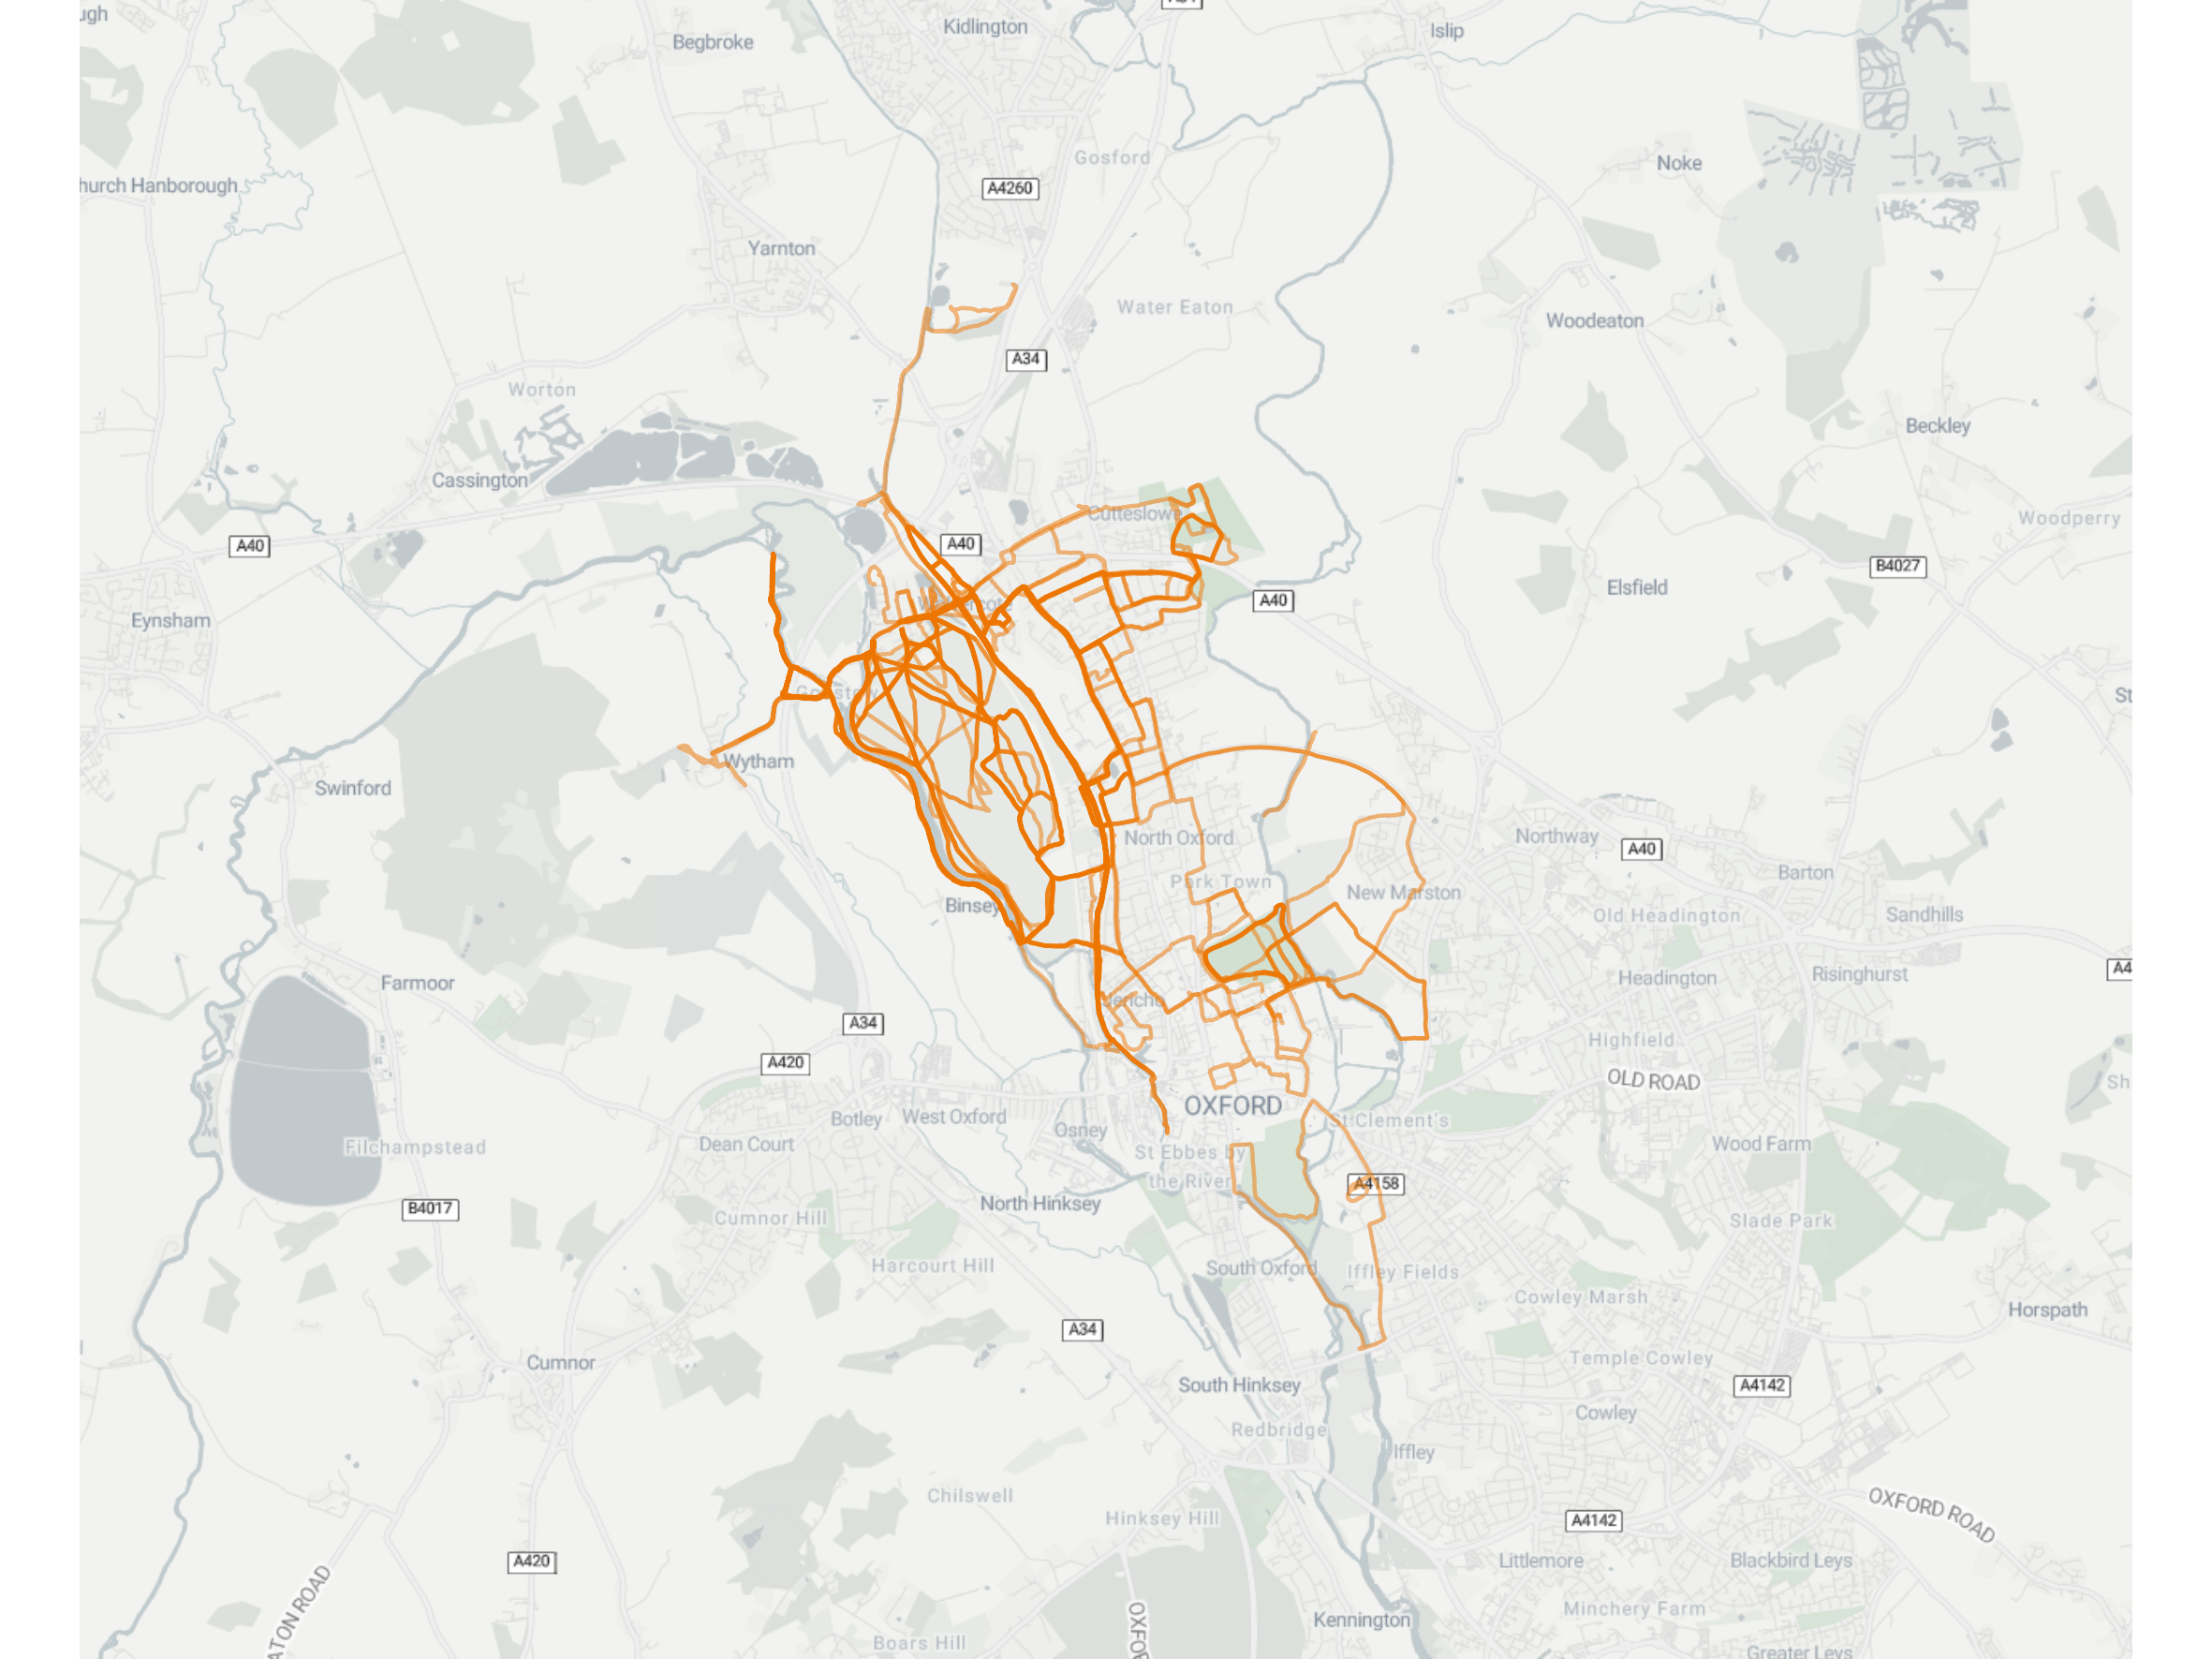 Kidlington
Islip
Begbroke
Gosford
Noke
hurch Hanborough
A4260
Yarnton
Water Eaton
Woodeaton
A34
Worton
Beckley
Cassington
Cutteslowe
Woodperry
A40
A40
B4027
Elsfield
A40
Eynsham
Wolvercote
Godstow
St
Wytham
Swinford
North Oxford
Northway
A40
Barton
Park Town
New Marston
Binsey
Old Headington
Sandhills
A4
Farmoor
Headington
Risinghurst
Jericho
A34
Highfield
A420
OLD ROAD
Sh
OXFORD
Botley
West Oxford
St Clement's
Osney
Dean Court
Wood Farm
Filchampstead
St Ebbes by
the River
A4158
North Hinksey
B4017
Cumnor Hill
Slade Park
Harcourt Hill
South Oxford
Iffley Fields
Cowley Marsh
Horspath
A34
Cumnor
Temple Cowley
South Hinksey
A4142
Cowley
Redbridge
Iffley
Chilswell
OXFORD ROAD
Hinksey Hill
A4142
A420
Littlemore
Blackbird Leys
ATON ROAD
Minchery Farm
Kennington
OXFO
Boars Hill
Greater Leys